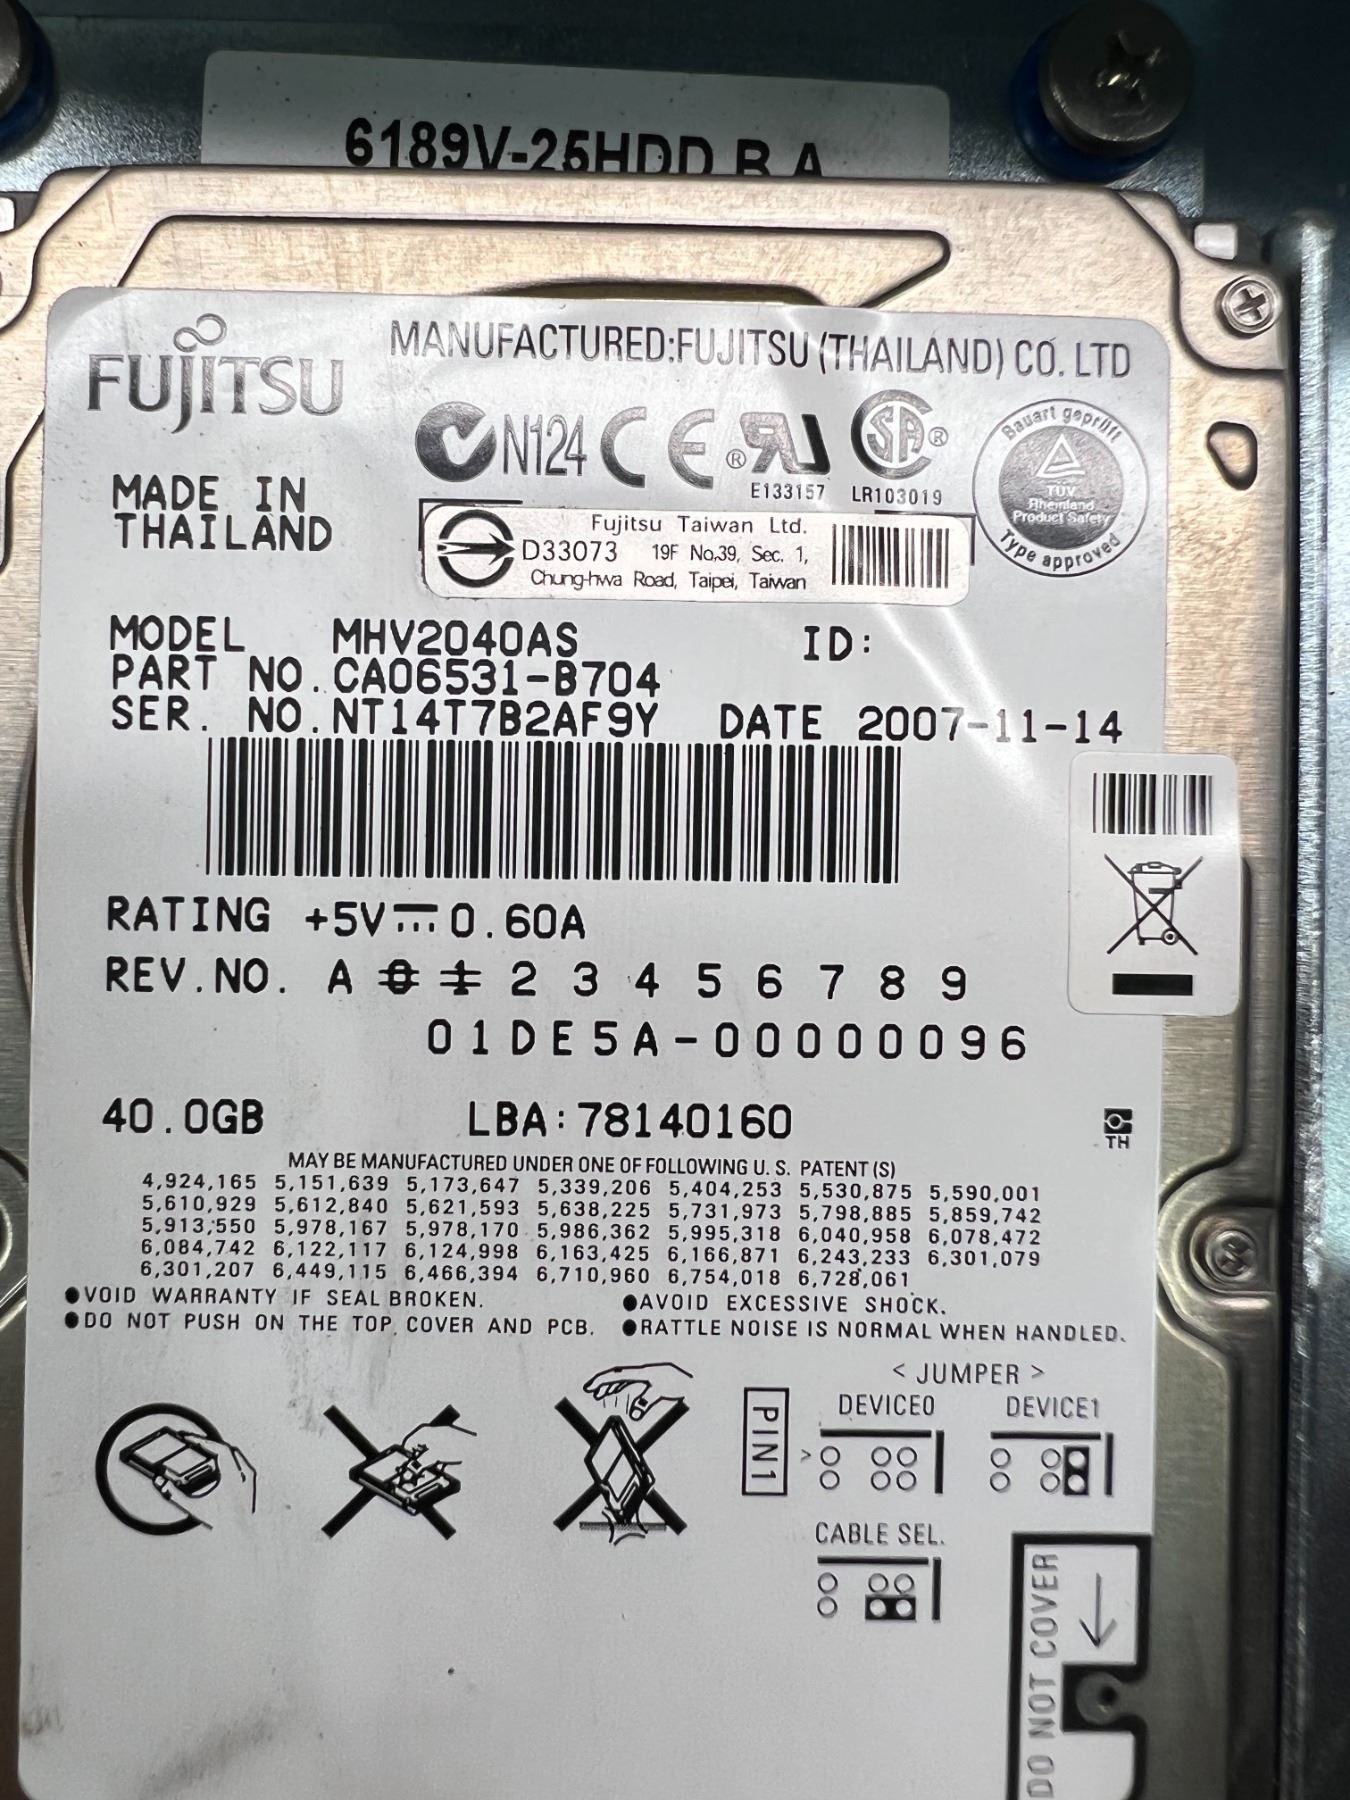 6189V-25HDD R A
FUJITSU
MANUFACTURED:FUJITSU (THAILAND) CO. LTD
N124 CE ® RU SA ®
E133157 LR103019
Bauart geprüft
TÜV
Rheinland
Product Safety
Type approved
MADE IN
THAILAND
Fujitsu Taiwan Ltd.
D33073 19F No,39, Sec. 1,
Chung-hwa Road, Taipei, Taiwan
MODEL MHV2040AS ID:
PART NO.CA06531-B704
SER. NO.NT14T7B2AF9Y DATE 2007-11-14
RATING +5V⎓0.60A
REV.NO. A 0 1 2 3 4 5 6 7 8 9
01DE5A-00000096
40.0GB LBA:78140160
TH
MAY BE MANUFACTURED UNDER ONE OF FOLLOWING U. S. PATENT (S)
4,924,165 5,151,639 5,173,647 5,339,206 5,404,253 5,530,875 5,590,001
5,610,929 5,612,840 5,621,593 5,638,225 5,731,973 5,798,885 5,859,742
5,913,550 5,978,167 5,978,170 5,986,362 5,995,318 6,040,958 6,078,472
6,084,742 6,122,117 6,124,998 6,163,425 6,166,871 6,243,233 6,301,079
6,301,207 6,449,115 6,466,394 6,710,960 6,754,018 6,728,061
●VOID WARRANTY IF SEAL BROKEN. ●AVOID EXCESSIVE SHOCK.
●DO NOT PUSH ON THE TOP COVER AND PCB. ●RATTLE NOISE IS NORMAL WHEN HANDLED.
< JUMPER >
DEVICE0 DEVICE1
PIN1
CABLE SEL.
DO NOT COVER